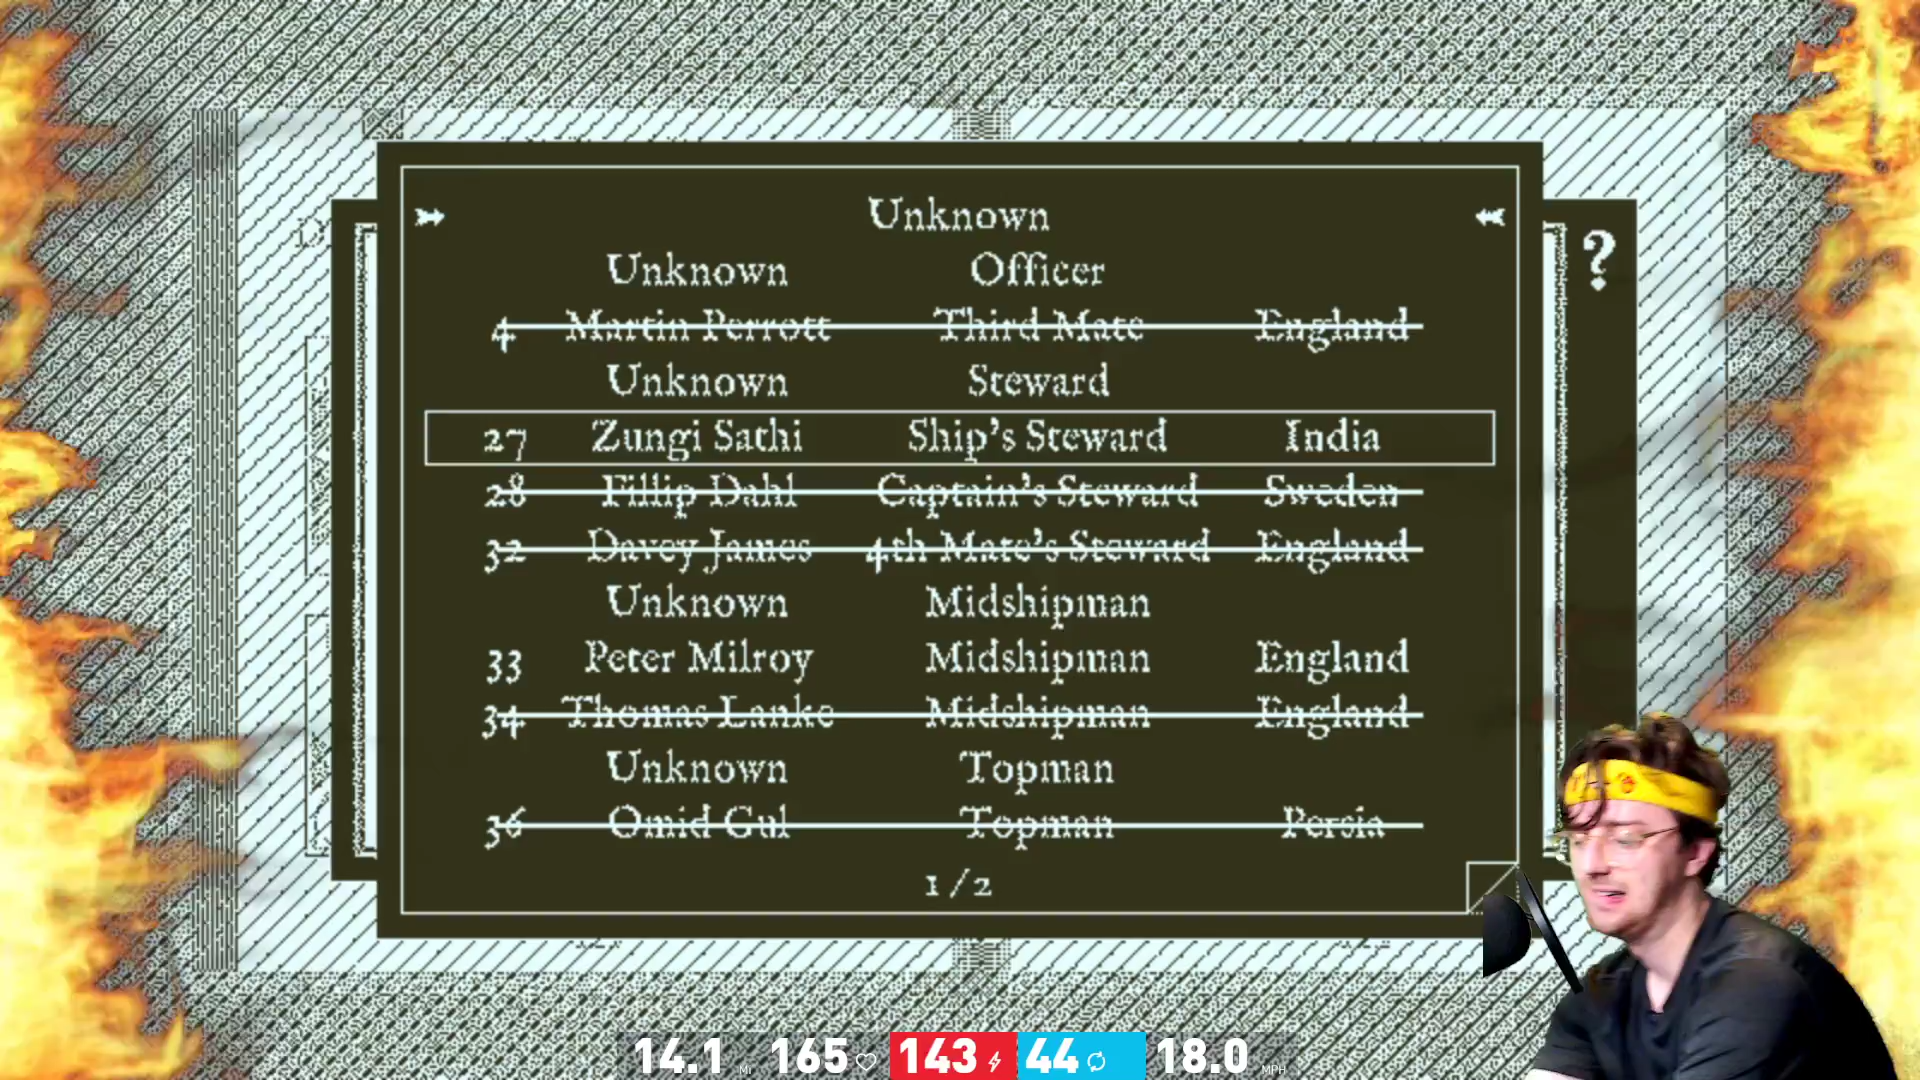 Unknown
?
Unknown Officer
4 Martin Perrott Third Mate England
Unknown Steward
27 Zungi Sathi Ship's Steward India
28 Fillip Dahl Captain's Steward Sweden
32 Davey James 4th Mate's Steward England
Unknown Midshipman
33 Peter Milroy Midshipman England
34 Thomas Lanke Midshipman England
Unknown Topman
36 Omid Gul Topman Persia
1/2
14.1 MI 165 143 44 18.0 MPH